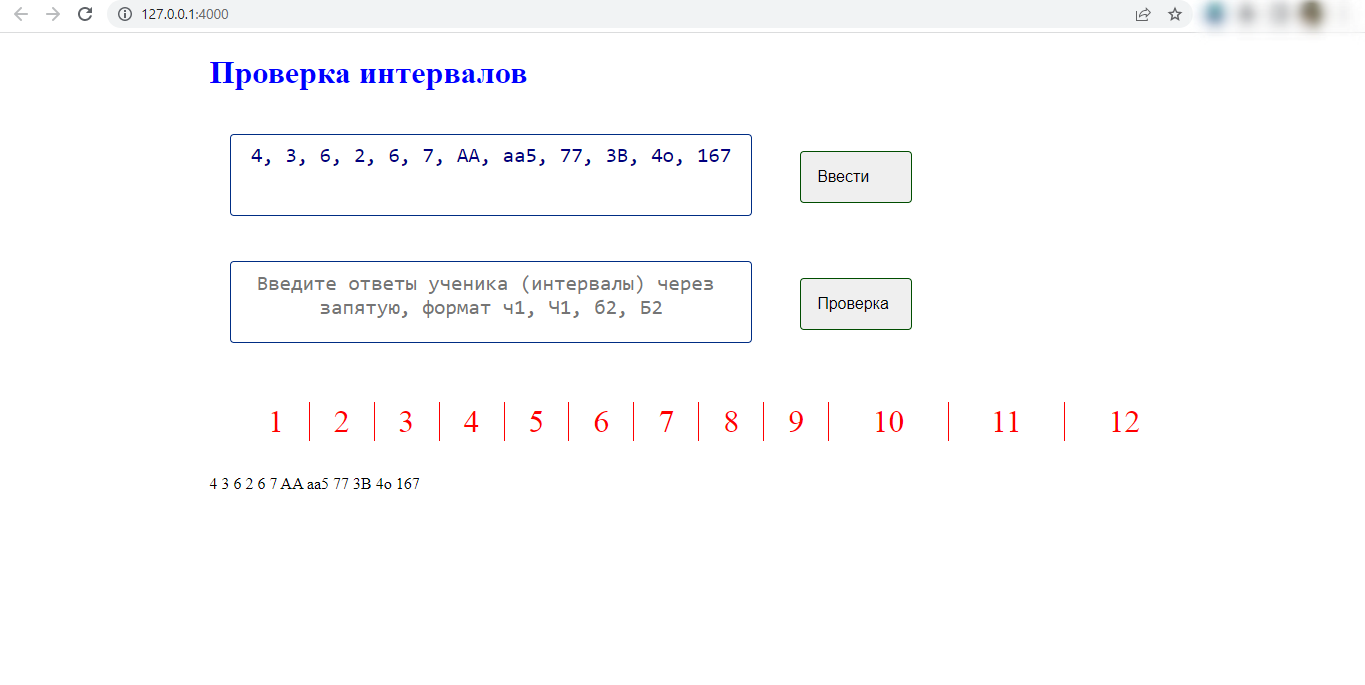 127.0.0.1:4000
Проверка интервалов
4, 3, 6, 2, 6, 7, AA, aa5, 77, 3B, 4o, 167
Ввести
Введите ответы ученика (интервалы) через
запятую, формат ч1, Ч1, б2, Б2
Проверка
1 2 3 4 5 6 7 8 9 10 11 12
4 3 6 2 6 7 AA aa5 77 3B 4o 167